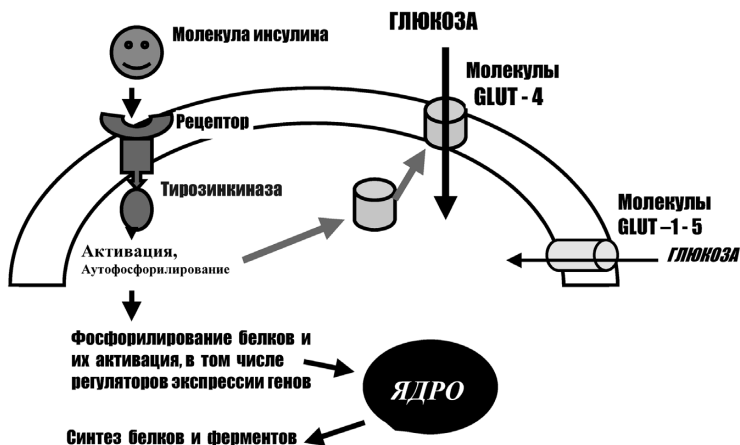 Молекула инсулина
ГЛЮКОЗА
Молекулы
GLUT - 4
Рецептор
Тирозинкиназа
Молекулы
GLUT –1 - 5
ГЛЮКОЗА
Активация,
Аутофосфорилирование
Фосфорилирование белков и
их активация, в том числе
регуляторов экспрессии генов
ЯДРО
Синтез белков и ферментов